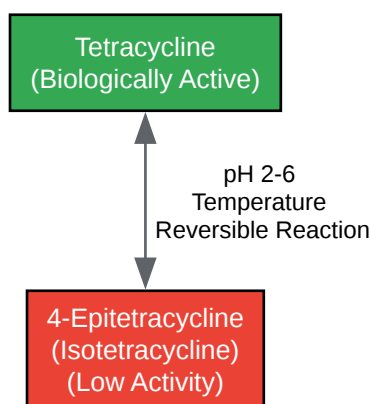 Tetracycline
(Biologically Active)
pH 2-6
Temperature
Reversible Reaction
4-Epitetracycline
(Isotetracycline)
(Low Activity)